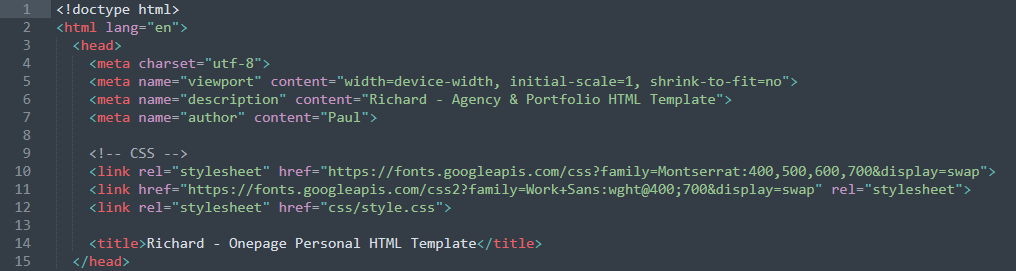 1 <!doctype html>
2 <html lang="en">
3 <head>
4 <meta charset="utf-8">
5 <meta name="viewport" content="width=device-width, initial-scale=1, shrink-to-fit=no">
6 <meta name="description" content="Richard - Agency & Portfolio HTML Template">
7 <meta name="author" content="Paul">
8
9 <!-- CSS -->
10 <link rel="stylesheet" href="https://fonts.googleapis.com/css?family=Montserrat:400,500,600,700&display=swap">
11 <link href="https://fonts.googleapis.com/css2?family=Work+Sans:wght@400;700&display=swap" rel="stylesheet">
12 <link rel="stylesheet" href="css/style.css">
13
14 <title>Richard - Onepage Personal HTML Template</title>
15 </head>